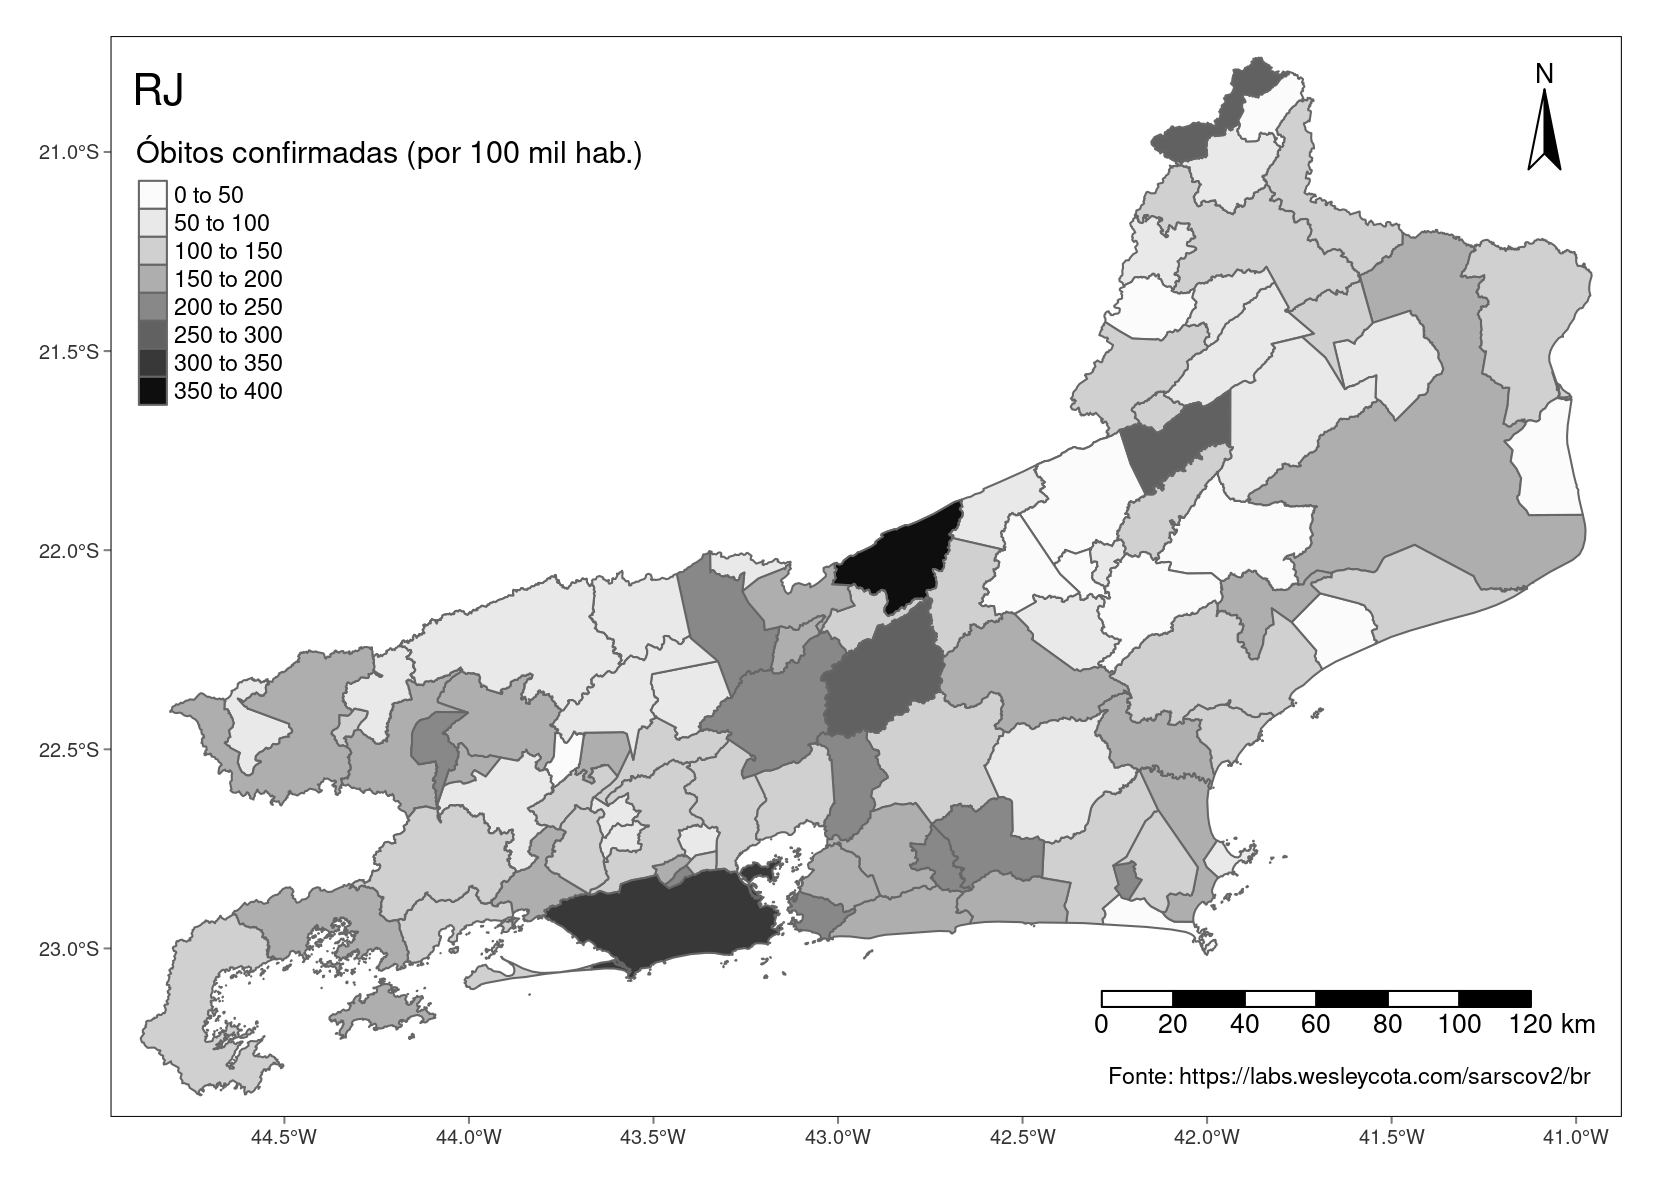 RJ
N
Óbitos confirmadas (por 100 mil hab.)
0 to 50
50 to 100
100 to 150
150 to 200
200 to 250
250 to 300
300 to 350
350 to 400
21.0°S
21.5°S
22.0°S
22.5°S
23.0°S
0 20 40 60 80 100 120 km
Fonte: https://labs.wesleycota.com/sarscov2/br
44.5°W 44.0°W 43.5°W 43.0°W 42.5°W 42.0°W 41.5°W 41.0°W